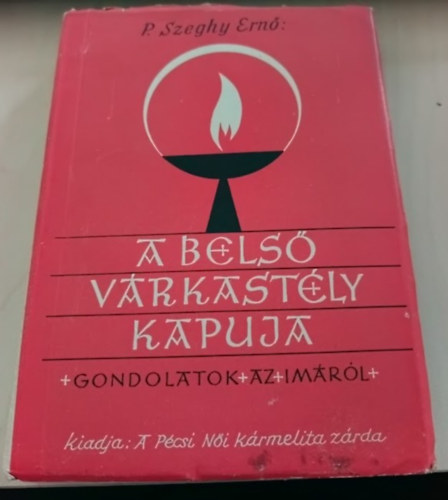 P. Szeghy Ernő:
A BELSŐ
VÁRKASTÉLY
KAPUJA
+GONDOLATOK+AZ+IMÁRÓL+
kiadja: A Pécsi Női kármelita zárda